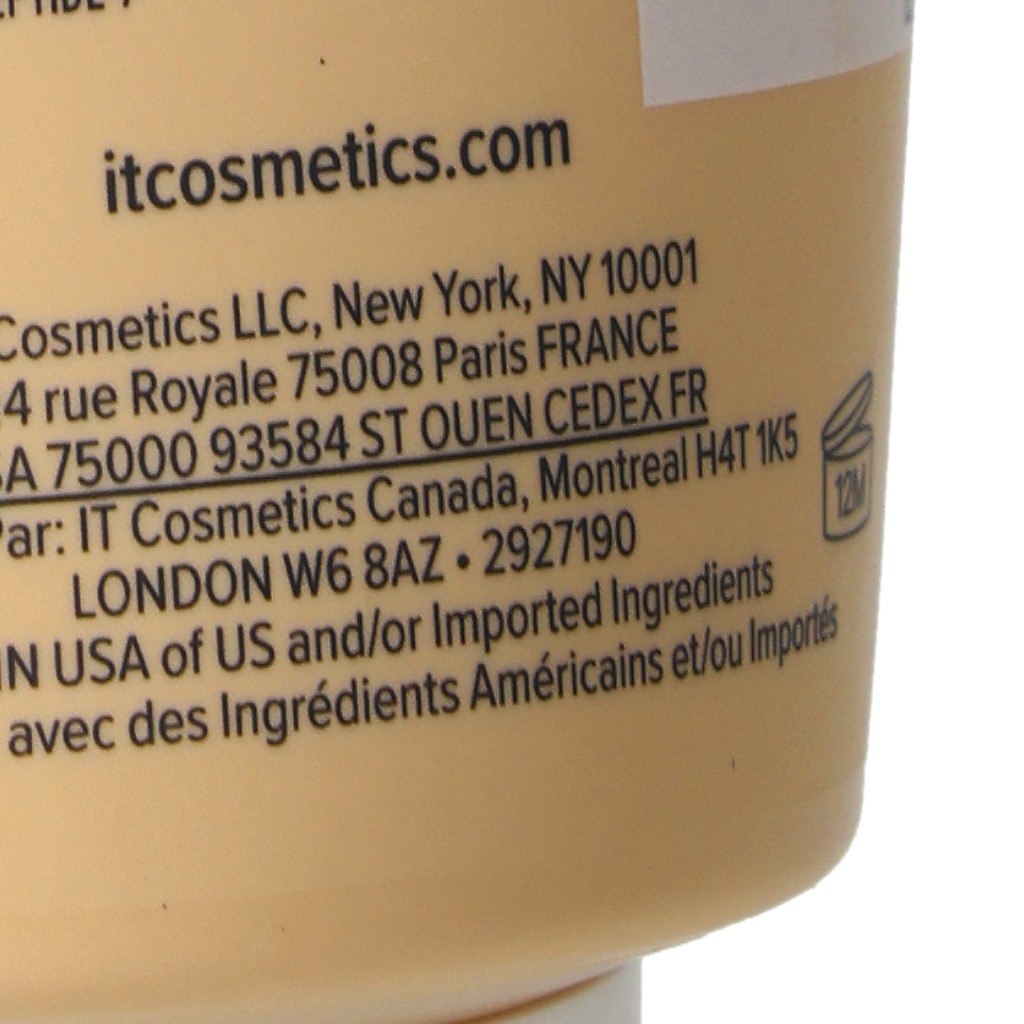 itcosmetics.com
Cosmetics LLC, New York, NY 10001
4 rue Royale 75008 Paris FRANCE
75000 93584 ST OUEN CEDEX FR
Par: IT Cosmetics Canada, Montreal H4T 1K5
12M
LONDON W6 8AZ • 2927190
IN USA of US and/or Imported Ingredients
avec des Ingrédients Américains et/ou Importés